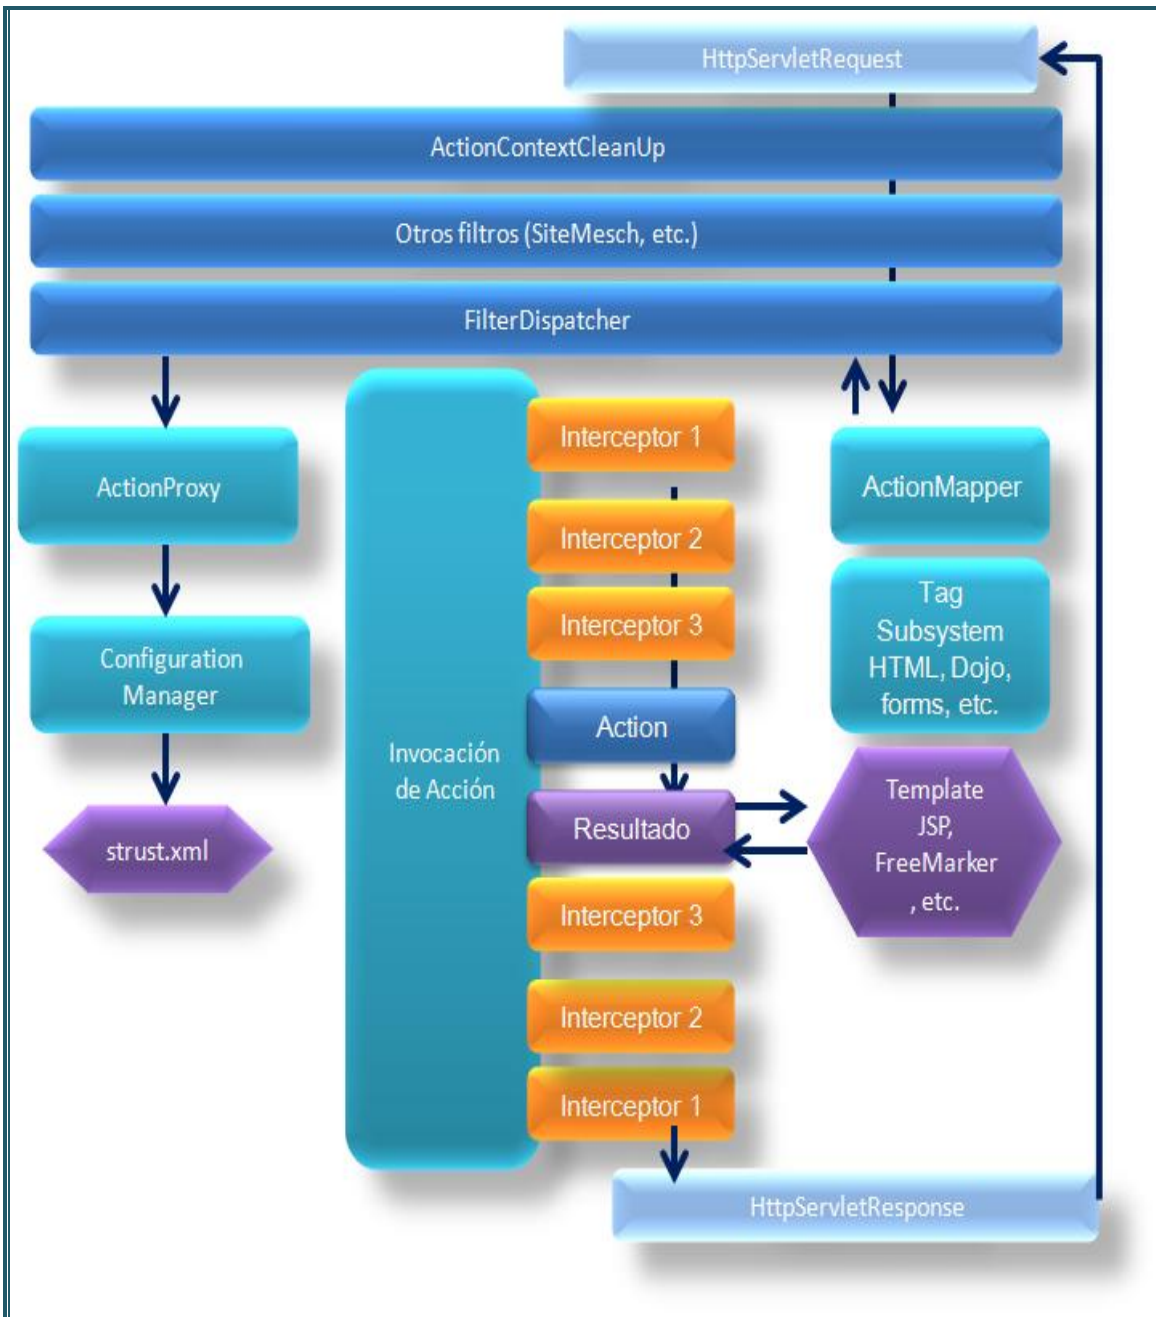 HttpServletRequest
ActionContextCleanUp
Otros filtros (SiteMesch, etc.)
FilterDispatcher
ActionProxy
Configuration
Manager
strust.xml
Invocación
de Acción
Interceptor 1
Interceptor 2
Interceptor 3
Action
Resultado
Interceptor 3
Interceptor 2
Interceptor 1
ActionMapper
Tag
Subsystem
HTML, Dojo,
forms, etc.
Template
JSP,
FreeMarker
, etc.
HttpServletResponse